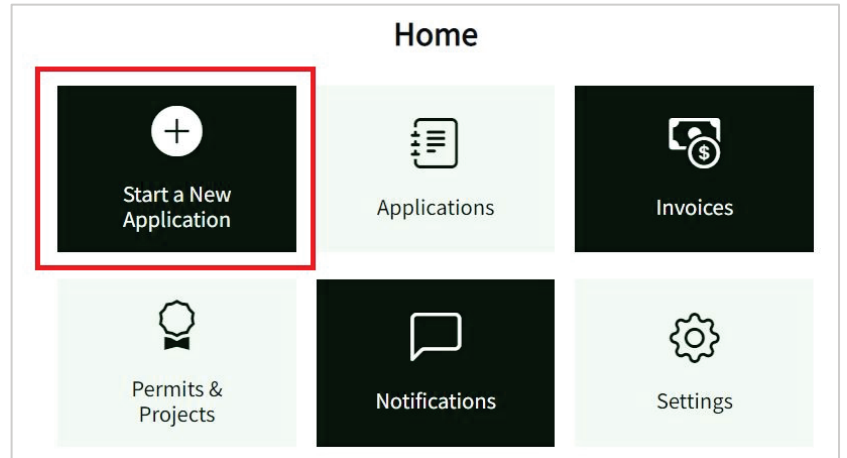 Home
Start a New
Application
Applications
Invoices
Permits &
Projects
Notifications
Settings